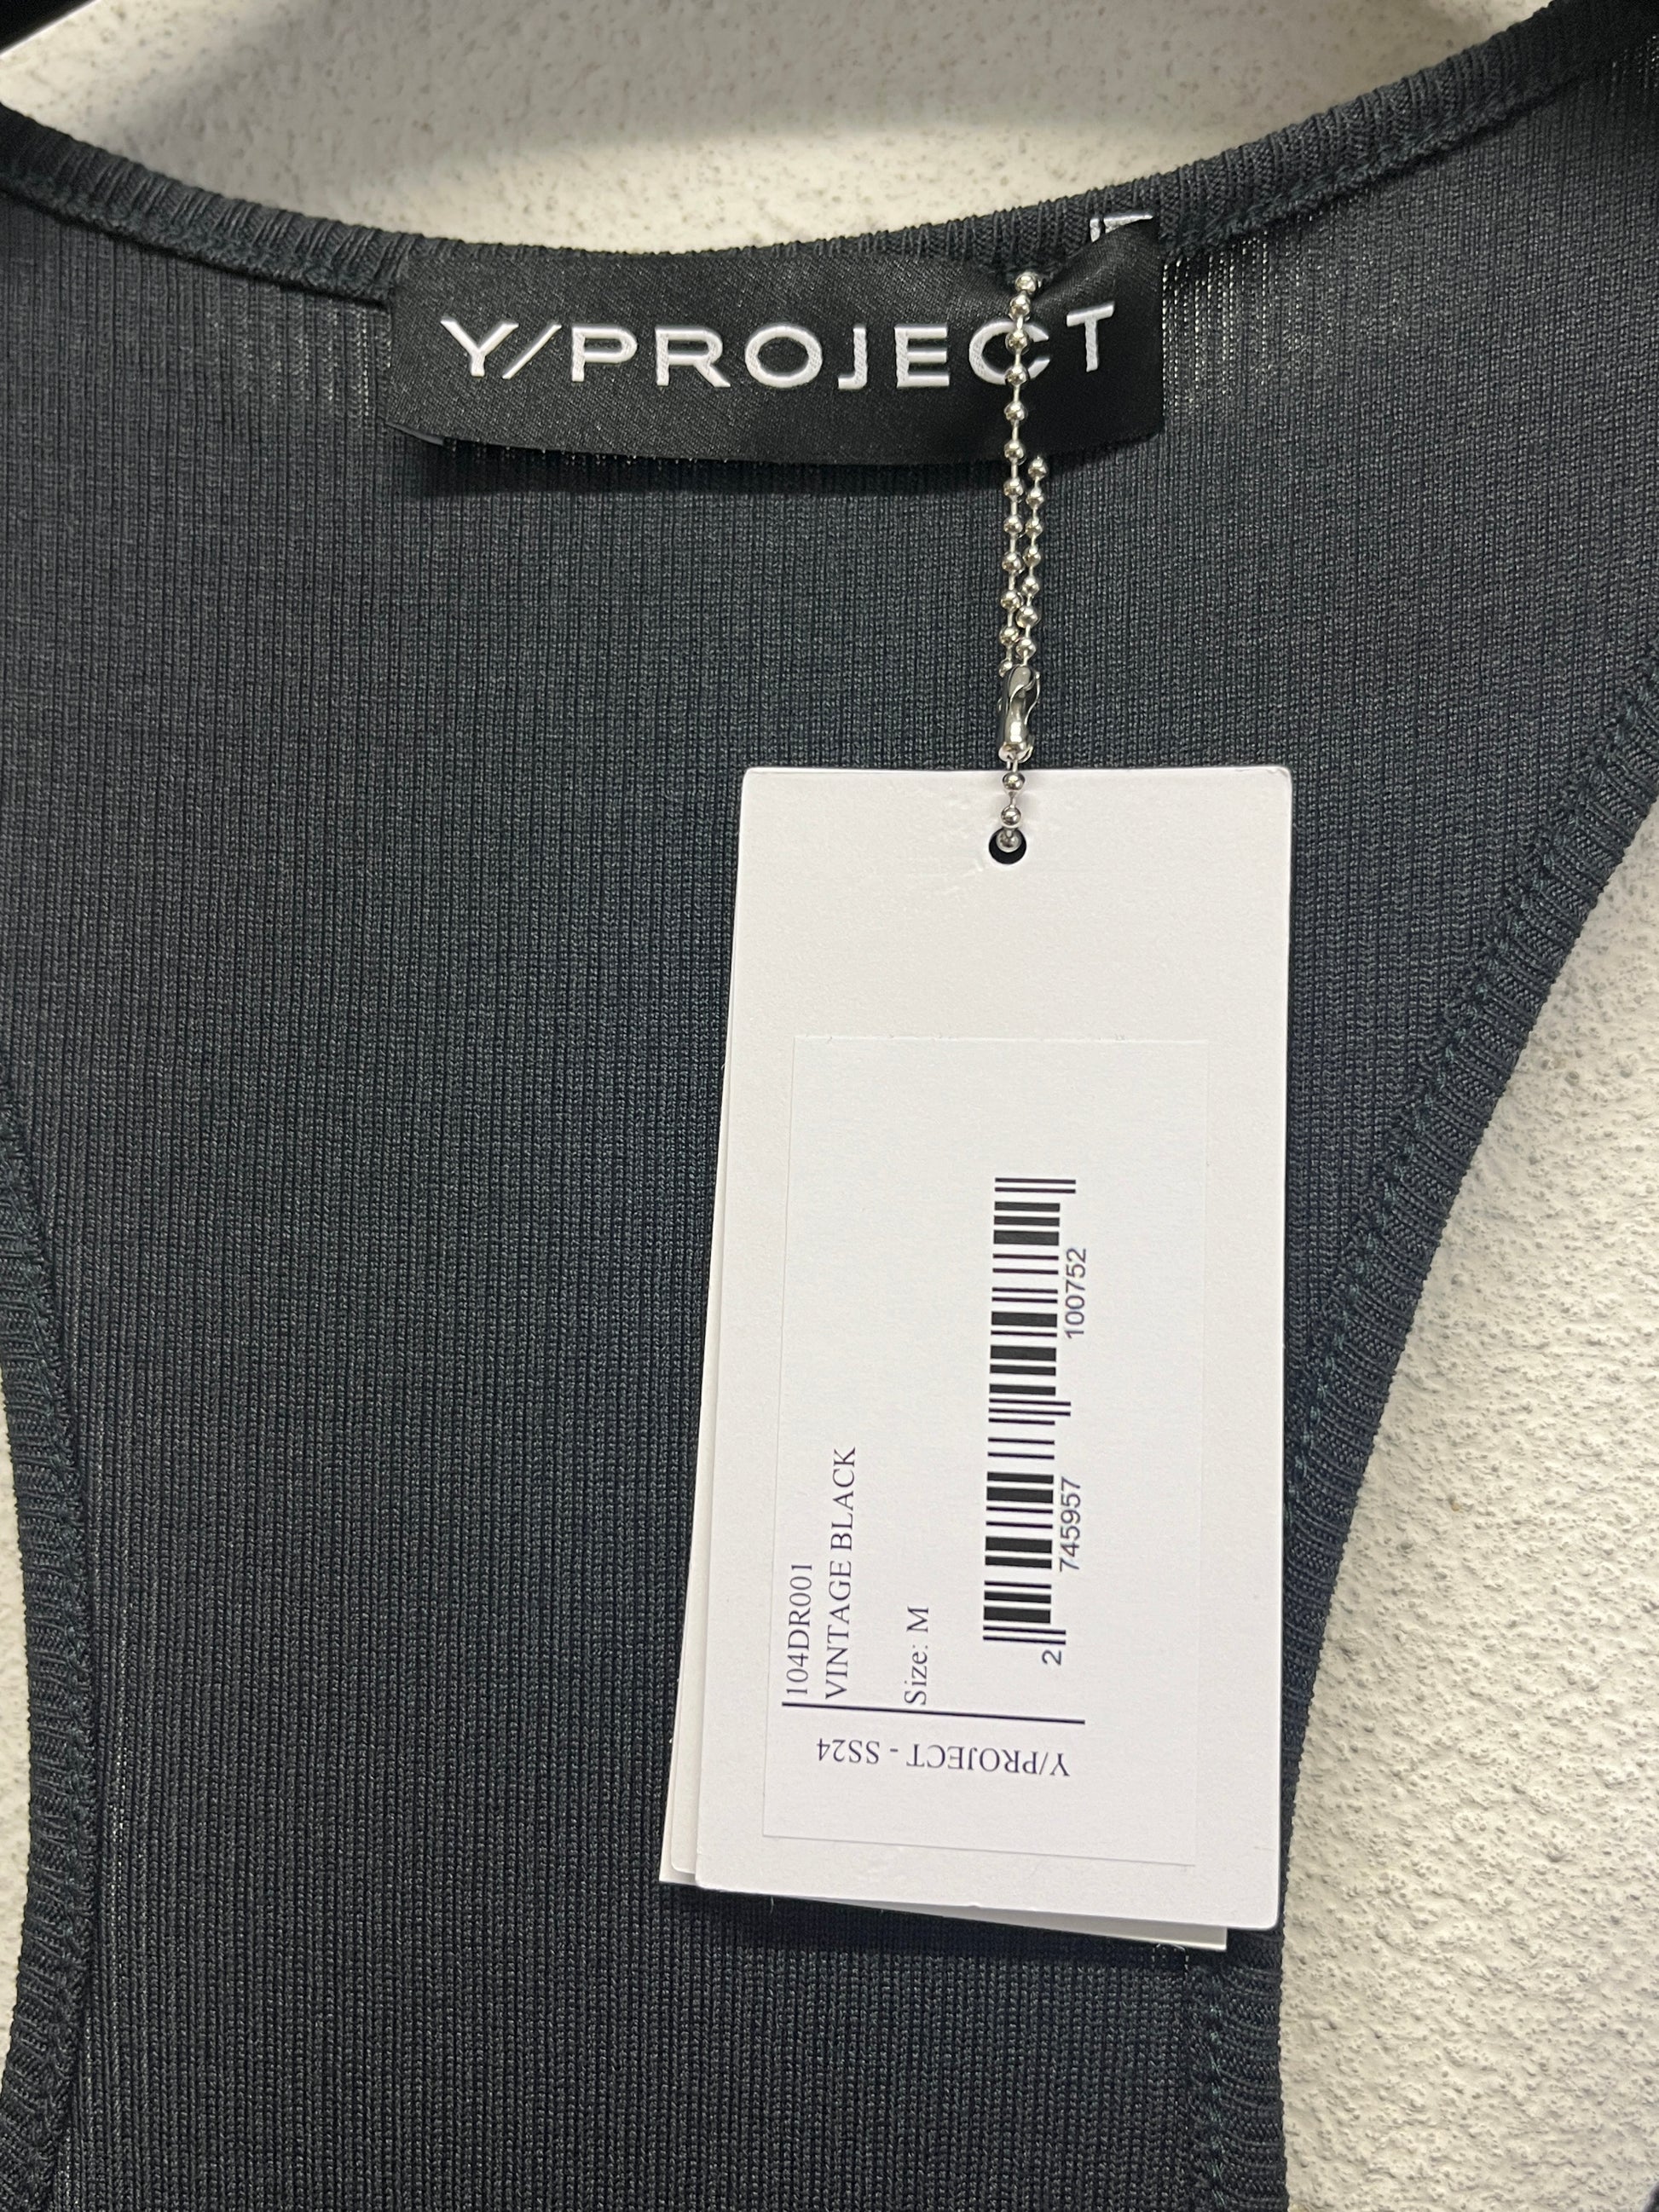 Y/PROJECT
104DR001
VINTAGE BLACK
Size: M
2 745957 100752
Y/PROJECT - SS24